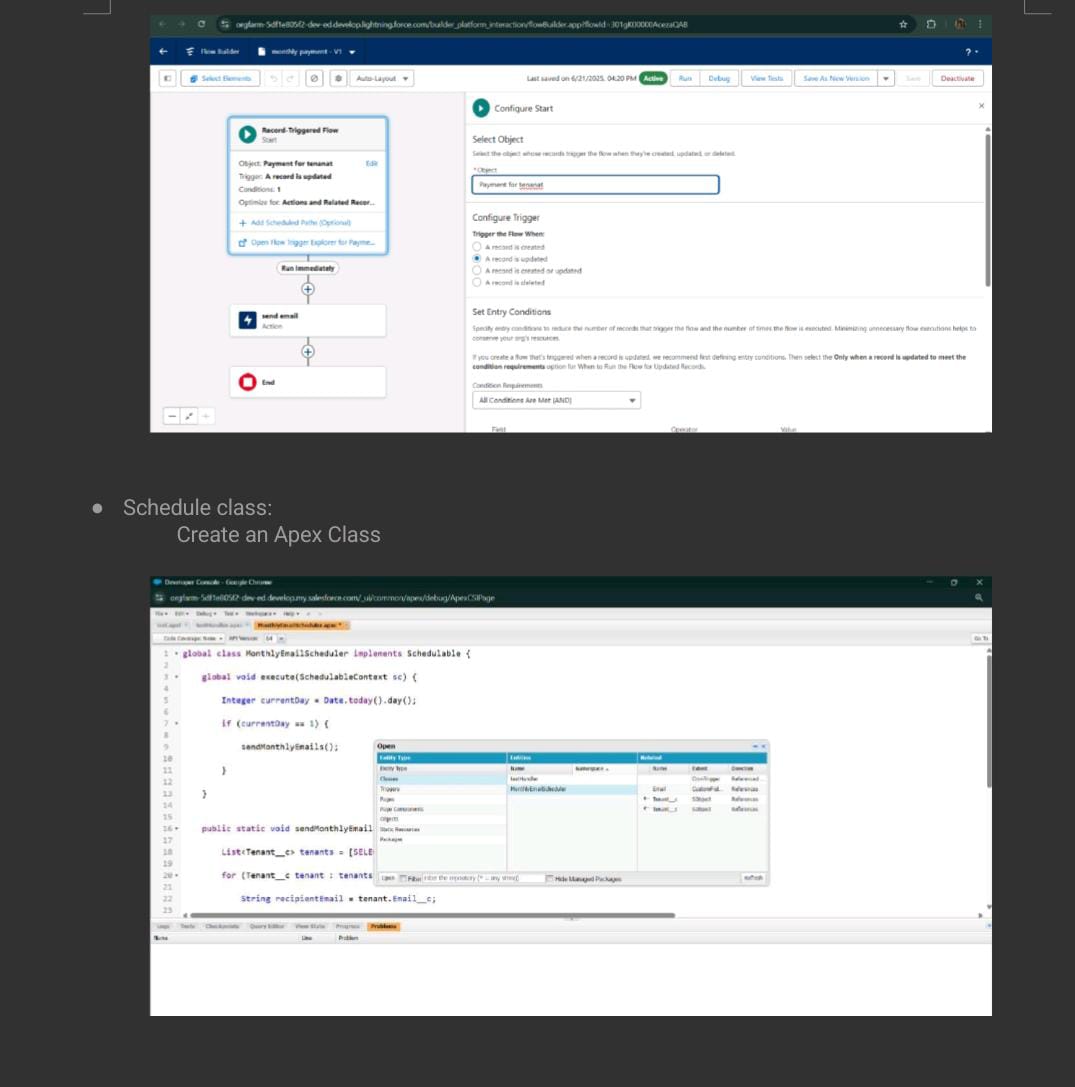 orgfarm-5df1e805f2-dev-ed.develop.lightning.force.com/builder_platform_interaction/flowBuilder.app?flowId=301gK00000AcezaQAB
Flow Builder monthly payment - V1 ?
Select Elements Auto-Layout Last saved on 6/21/2025, 04:20 PM Active Run Debug View Tests Save As New Version Save Deactivate
Record-Triggered Flow
Start
Object: Payment for tenanat Edit
Trigger: A record is updated
Conditions: 1
Optimize for: Actions and Related Recor...
+ Add Scheduled Paths (Optional)
Open Flow Trigger Explorer for Payme...
Run Immediately
send email
Action
End
Configure Start
Select Object
Select the object whose records trigger the flow when they're created, updated, or deleted.
* Object
Payment for tenanat
Configure Trigger
Trigger the Flow When:
A record is created
A record is updated
A record is created or updated
A record is deleted
Set Entry Conditions
Specify entry conditions to reduce the number of records that trigger the flow and the number of times the flow is executed. Minimizing unnecessary flow executions helps to
conserve your org's resources.
If you create a flow that's triggered when a record is updated, we recommend first defining entry conditions. Then select the Only when a record is updated to meet the
condition requirements option for When to Run the Flow for Updated Records.
Condition Requirements
All Conditions Are Met (AND)
Field Operator Value
● Schedule class:
Create an Apex Class
Developer Console - Google Chrome
orgfarm-5df1e805f2-dev-ed.develop.my.salesforce.com/_ui/common/apex/debug/ApexCSIPage
File Edit Debug Test Workspace Help < >
testHandler.apxc MonthlyEmailScheduler.apxc *
Code Coverage: None API Version: 64 Go To
1 global class MonthlyEmailScheduler implements Schedulable {
2
3 global void execute(SchedulableContext sc) {
4
5 Integer currentDay = Date.today().day();
6
7 if (currentDay == 1) {
8
9 sendMonthlyEmails();
10
11 }
12
13 }
14
15
16 public static void sendMonthlyEmail
17
18 List<Tenant__c> tenants = [SELE
19
20 for (Tenant__c tenant : tenants
21
22 String recipientEmail = tenant.Email__c;
23
Open
Entity Type Entities Related
Entity Type Name Namespace Name Extent Direction
Classes testHandler CronTrigger Referenced ...
Triggers MonthlyEmailScheduler Email CustomFiel... References
Pages Tenant__c SObject References
Page Components Tenant__c SObject References
Objects
Static Resources
Packages
Open Filter Filter the repository (* = any string) Hide Managed Packages Refresh
Logs Tests Checkpoints Query Editor View State Progress Problems
Name Line Problem